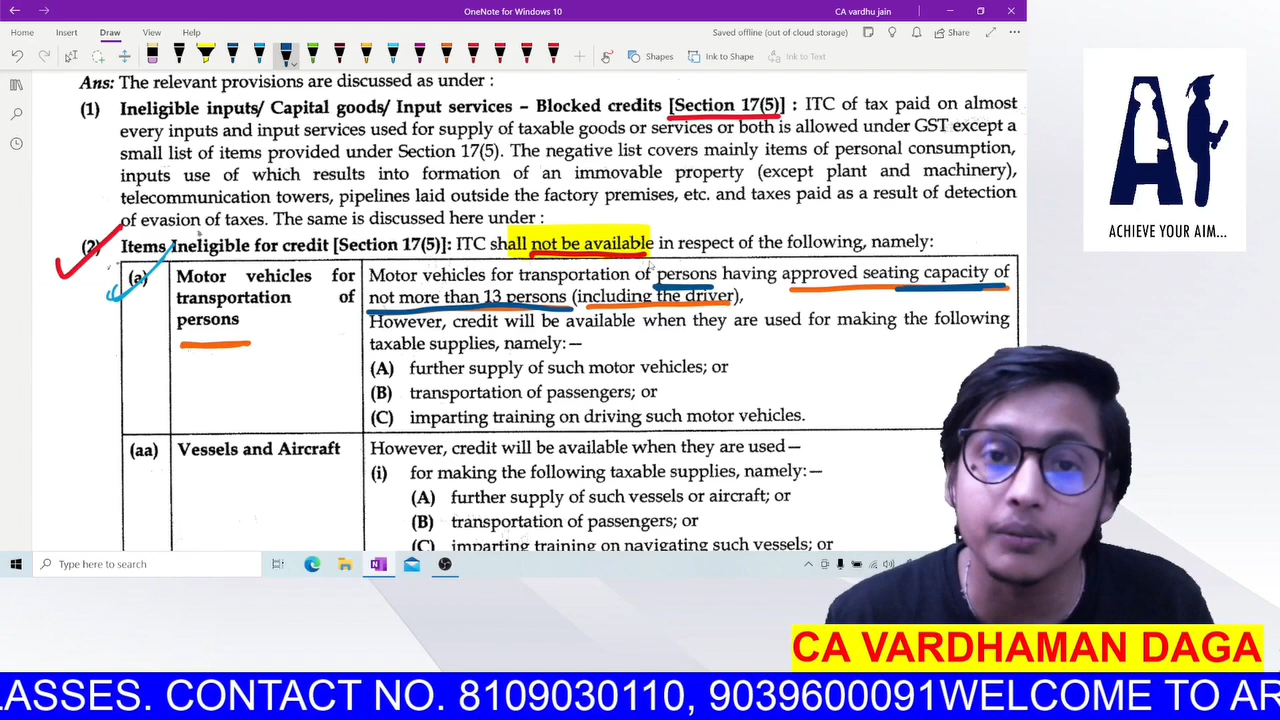 OneNote for Windows 10
CA vardhu jain
Home Insert Draw View Help
Saved offline (out of cloud storage)
Share
Shapes
Ink to Shape
Ink to Text
Ans: The relevant provisions are discussed as under :
(1) Ineligible inputs/ Capital goods/ Input services – Blocked credits [Section 17(5)] : ITC of tax paid on almost
every inputs and input services used for supply of taxable goods or services or both is allowed under GST except a
small list of items provided under Section 17(5). The negative list covers mainly items of personal consumption,
inputs use of which results into formation of an immovable property (except plant and machinery),
telecommunication towers, pipelines laid outside the factory premises, etc. and taxes paid as a result of detection
of evasion of taxes. The same is discussed here under :
(2) Items Ineligible for credit [Section 17(5)]: ITC shall not be available in respect of the following, namely:
(a) Motor vehicles for
transportation of
persons
Motor vehicles for transportation of persons having approved seating capacity of
not more than 13 persons (including the driver),
However, credit will be available when they are used for making the following
taxable supplies, namely:—
(A) further supply of such motor vehicles; or
(B) transportation of passengers; or
(C) imparting training on driving such motor vehicles.
(aa) Vessels and Aircraft
However, credit will be available when they are used—
(i) for making the following taxable supplies, namely:—
(A) further supply of such vessels or aircraft; or
(B) transportation of passengers; or
(C) imparting training on navigating such vessels; or
Type here to search
ACHIEVE YOUR AIM...
CA VARDHAMAN DAGA
LASSES. CONTACT NO. 8109030110, 9039600091WELCOME TO AR